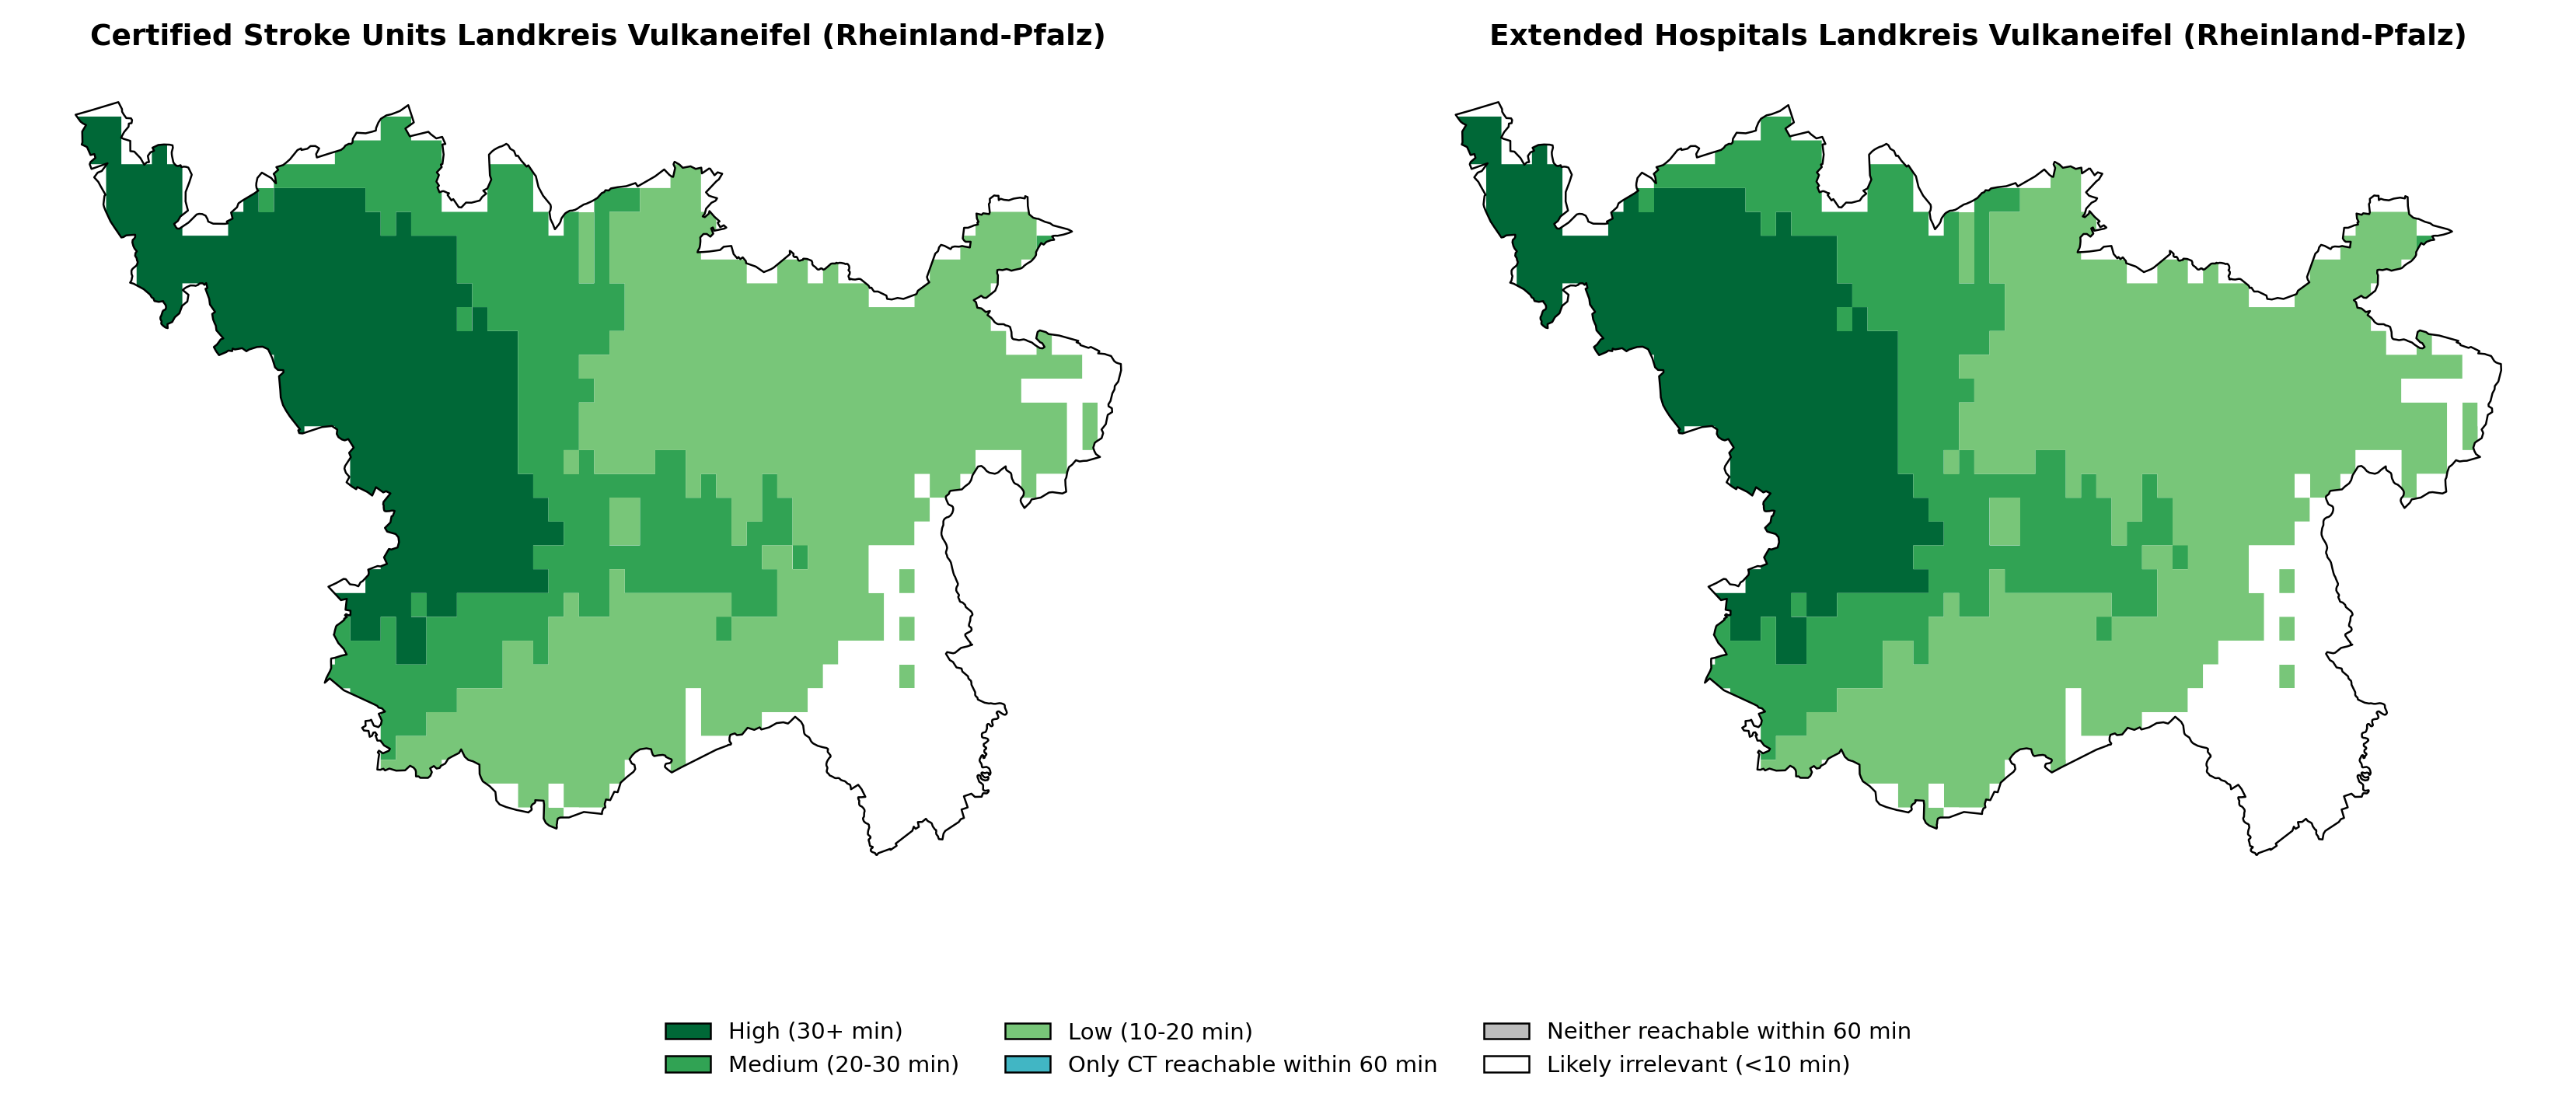 Certified Stroke Units Landkreis Vulkaneifel (Rheinland-Pfalz)
Extended Hospitals Landkreis Vulkaneifel (Rheinland-Pfalz)
High (30+ min)
Medium (20-30 min)
Low (10-20 min)
Only CT reachable within 60 min
Neither reachable within 60 min
Likely irrelevant (<10 min)